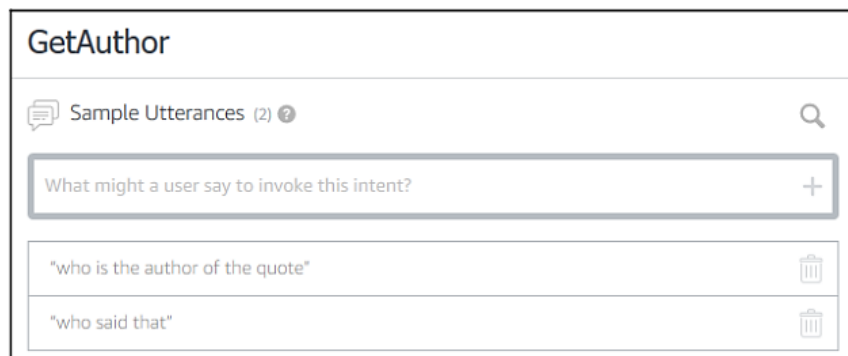 GetAuthor
Sample Utterances (2) ?
What might a user say to invoke this intent?
"who is the author of the quote"
"who said that"